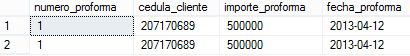 numero_proforma cedula_cliente importe_proforma fecha_proforma
1 1 207170689 500000 2013-04-12
2 1 207170689 500000 2013-04-12